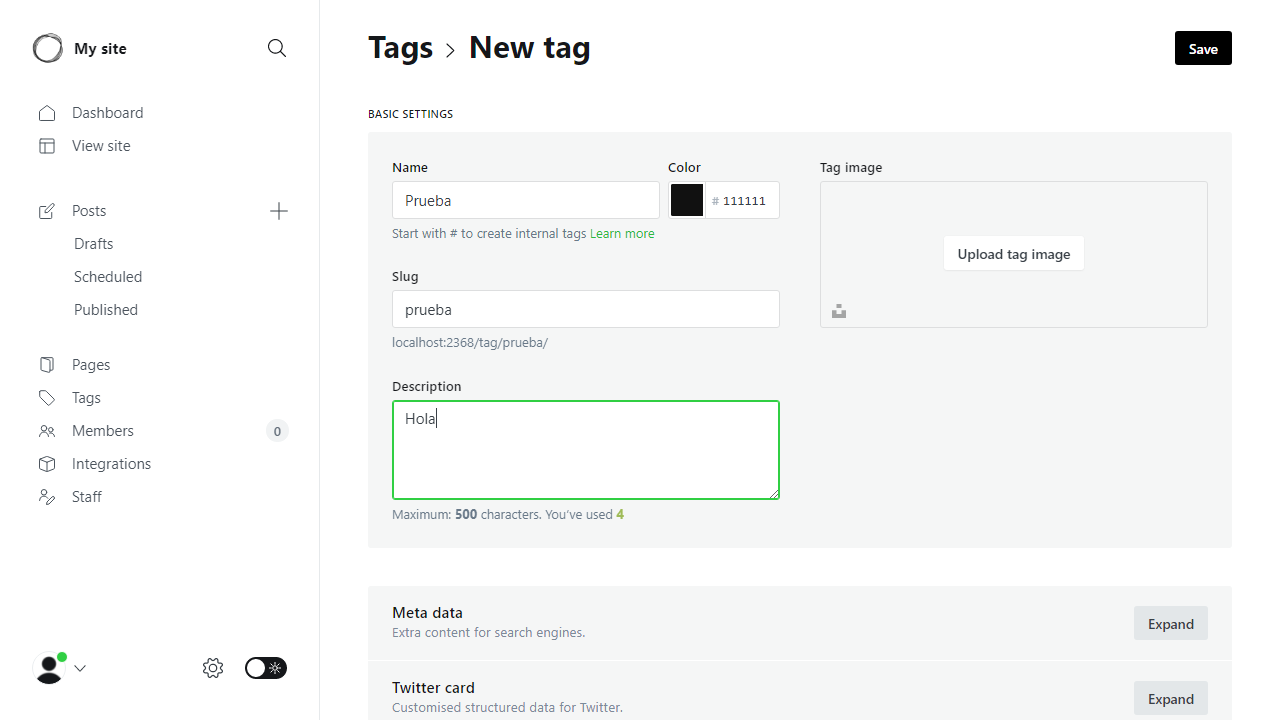 My site
Dashboard
View site
Posts
Drafts
Scheduled
Published
Pages
Tags
Members
0
Integrations
Staff
Tags
New tag
Save
BASIC SETTINGS
Name
Prueba
Color
# 111111
Start with # to create internal tags Learn more
Slug
prueba
localhost:2368/tag/prueba/
Description
Hola
Maximum: 500 characters. You’ve used 4
Tag image
Upload tag image
Meta data
Extra content for search engines.
Expand
Twitter card
Customised structured data for Twitter.
Expand